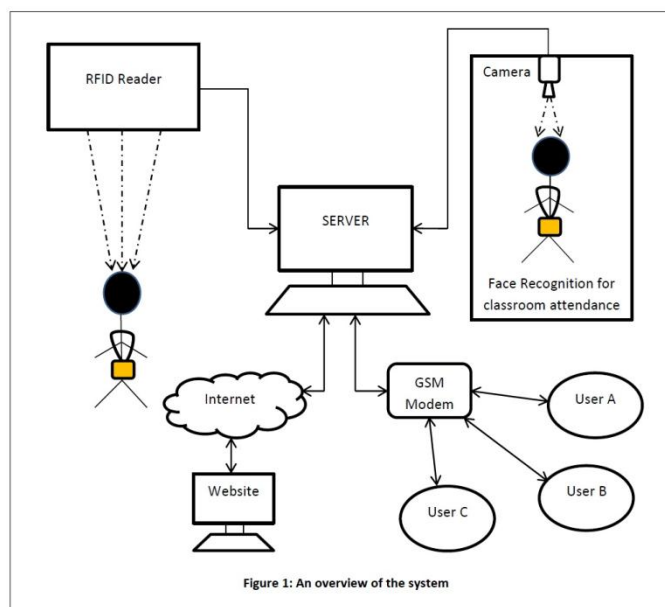 RFID Reader
Camera
SERVER
Face Recognition for
classroom attendance
Internet
GSM
Modem
User A
Website
User B
User C
Figure 1: An overview of the system